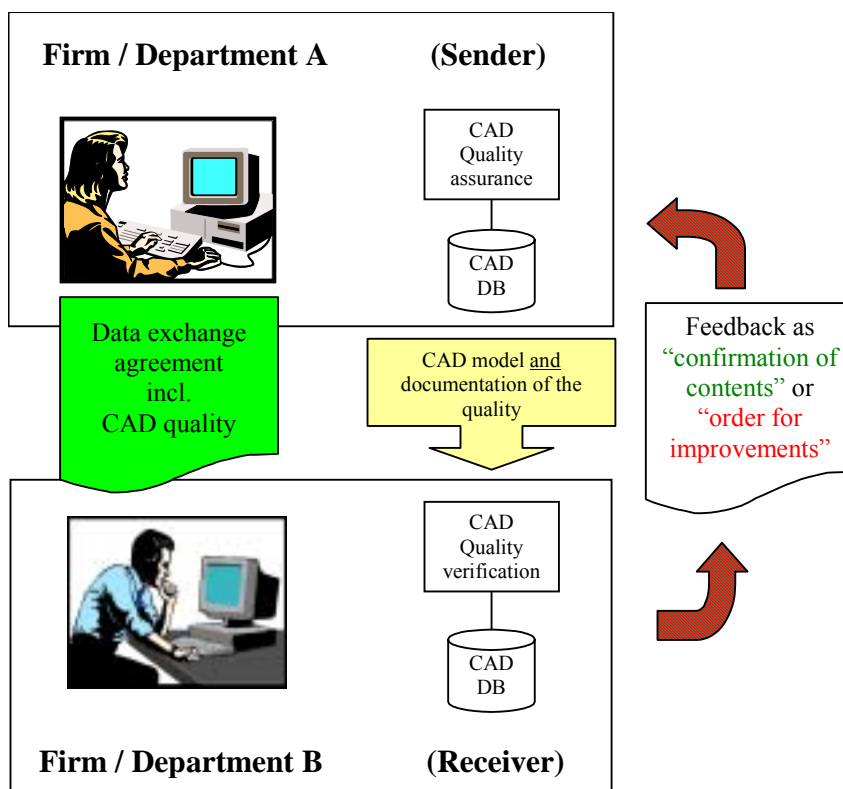 Firm / Department A (Sender)
CAD
Quality
assurance
CAD
DB
Data exchange
agreement
incl.
CAD quality
CAD model and
documentation of the
quality
Feedback as
“confirmation of
contents” or
“order for
improvements”
CAD
Quality
verification
CAD
DB
Firm / Department B (Receiver)